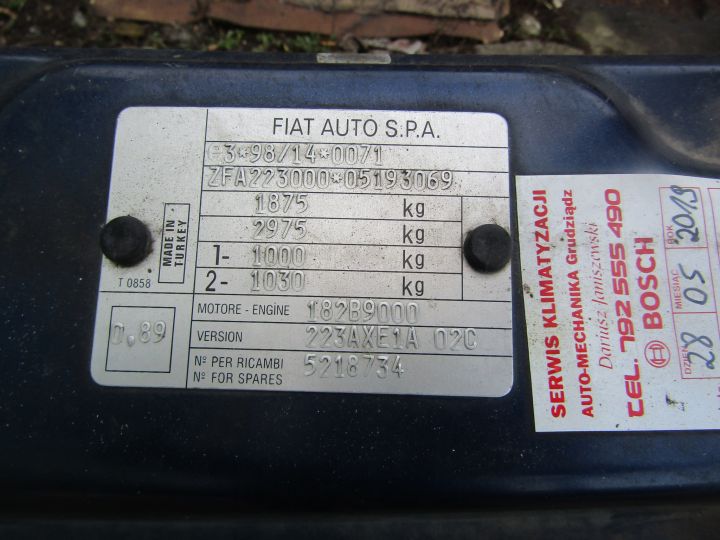 FIAT AUTO S.P.A.
e3*98/14*0071
ZFA223000*05193069
1875 kg
2975 kg
1- 1000 kg
2- 1030 kg
MADE IN
TURKEY
T 0858
MOTORE - ENGINE 182B9000
0.89
VERSION 223AXE1A 02C
Nº PER RICAMBI
Nº FOR SPARES
5218734
SERWIS KLIMATYZACJI
AUTO-MECHANIKA Grudziądz
Dariusz Janiszewski
TEL. 792 555 490
BOSCH
DZIEŃ MIESIĄC ROK
28 05 2019